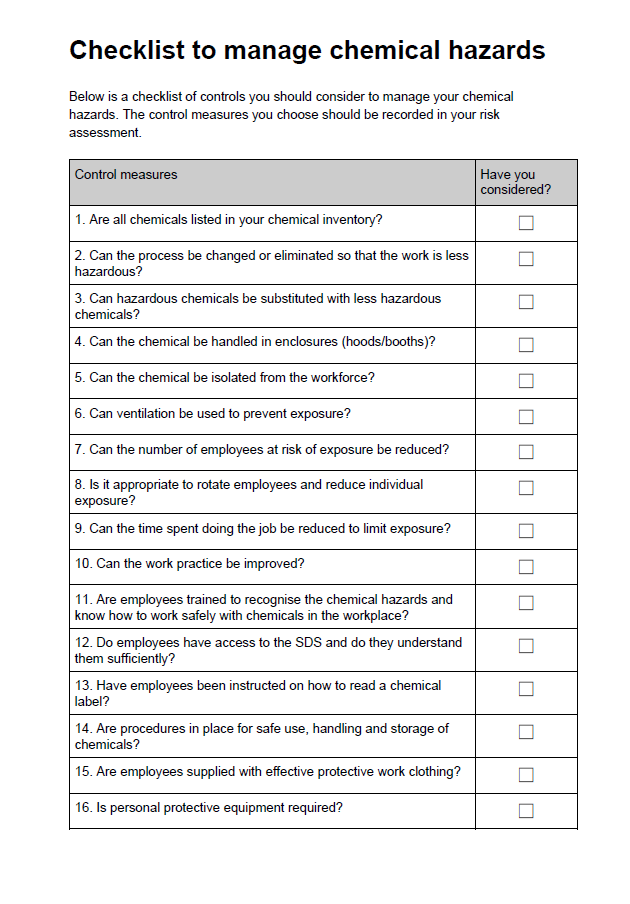 Checklist to manage chemical hazards
Below is a checklist of controls you should consider to manage your chemical
hazards. The control measures you choose should be recorded in your risk
assessment.
Control measures
Have you
considered?
1. Are all chemicals listed in your chemical inventory?
2. Can the process be changed or eliminated so that the work is less
hazardous?
3. Can hazardous chemicals be substituted with less hazardous
chemicals?
4. Can the chemical be handled in enclosures (hoods/booths)?
5. Can the chemical be isolated from the workforce?
6. Can ventilation be used to prevent exposure?
7. Can the number of employees at risk of exposure be reduced?
8. Is it appropriate to rotate employees and reduce individual
exposure?
9. Can the time spent doing the job be reduced to limit exposure?
10. Can the work practice be improved?
11. Are employees trained to recognise the chemical hazards and
know how to work safely with chemicals in the workplace?
12. Do employees have access to the SDS and do they understand
them sufficiently?
13. Have employees been instructed on how to read a chemical
label?
14. Are procedures in place for safe use, handling and storage of
chemicals?
15. Are employees supplied with effective protective work clothing?
16. Is personal protective equipment required?